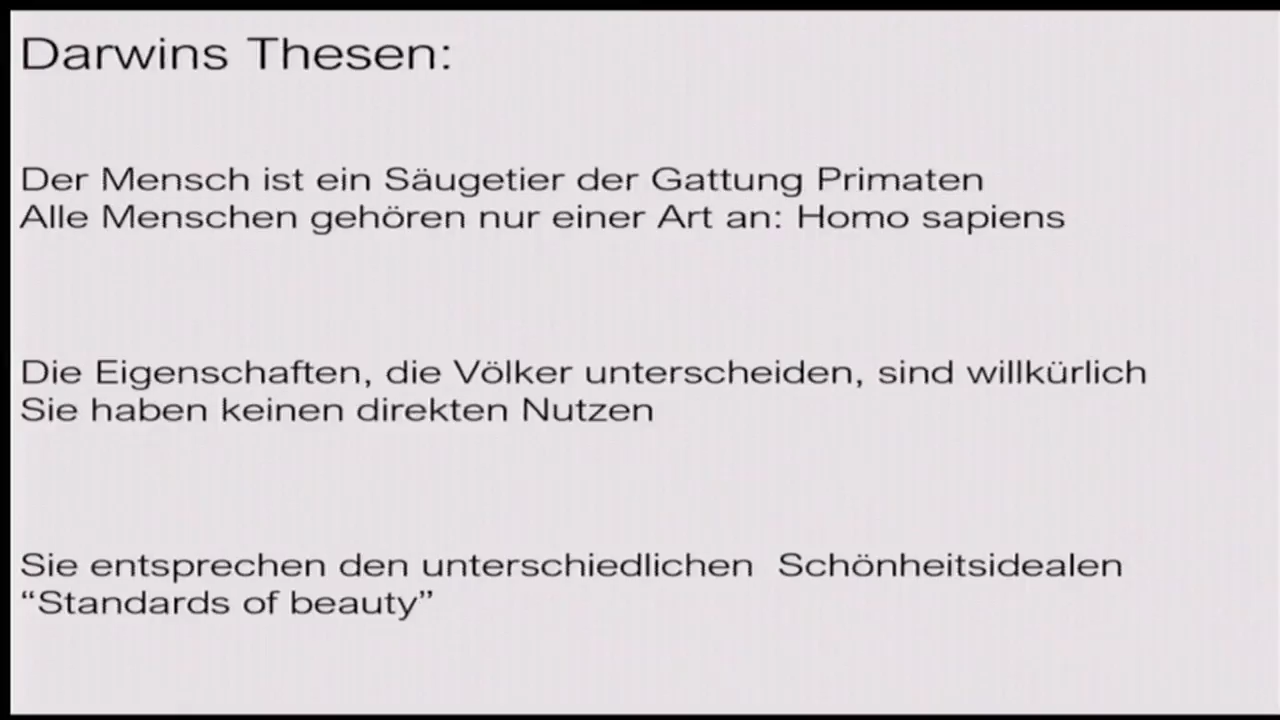 Darwins Thesen:
Der Mensch ist ein Säugetier der Gattung Primaten
Alle Menschen gehören nur einer Art an: Homo sapiens
Die Eigenschaften, die Völker unterscheiden, sind willkürlich
Sie haben keinen direkten Nutzen
Sie entsprechen den unterschiedlichen Schönheitsidealen
“Standards of beauty”